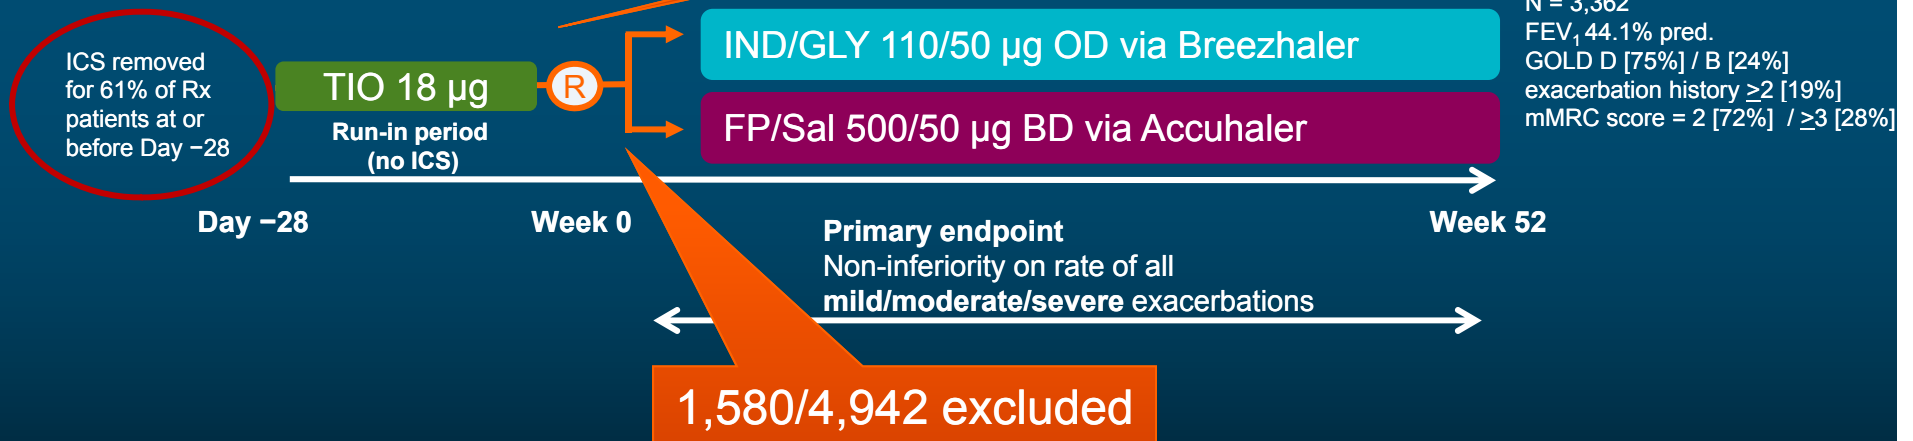 ICS removed
for 61% of Rx
patients at or
before Day −28
TIO 18 µg
Run-in period
(no ICS)
R
IND/GLY 110/50 µg OD via Breezhaler
FP/Sal 500/50 µg BD via Accuhaler
N = 3,362
FEV₁ 44.1% pred.
GOLD D [75%] / B [24%]
exacerbation history ≥2 [19%]
mMRC score = 2 [72%]  / ≥3 [28%]
Day −28
Week 0
Week 52
Primary endpoint
Non-inferiority on rate of all
mild/moderate/severe exacerbations
1,580/4,942 excluded